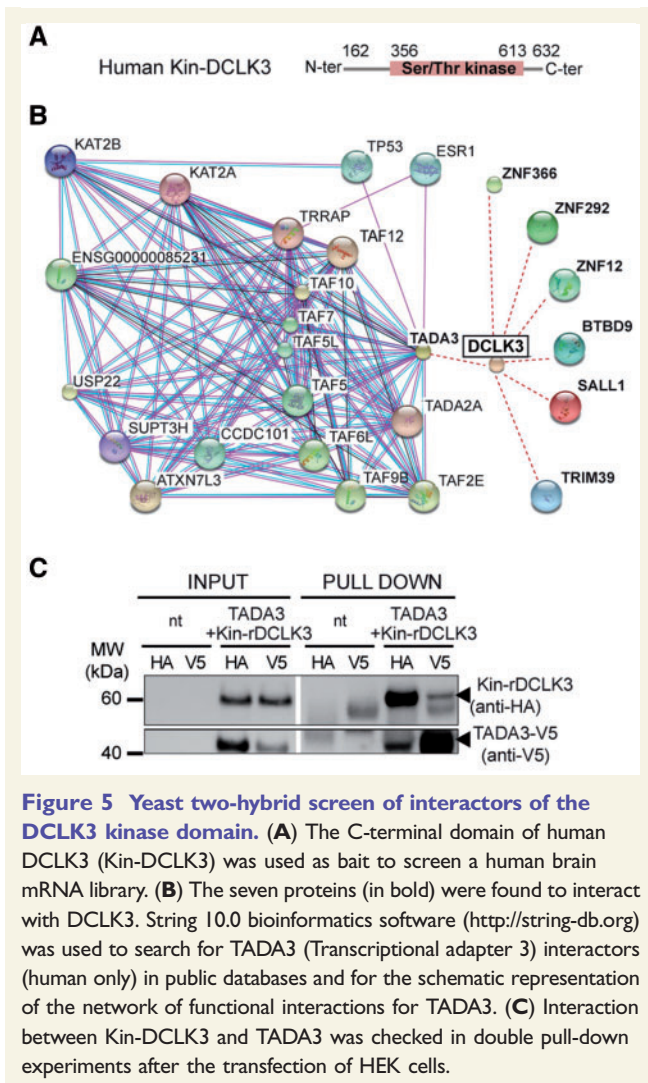 A
Human Kin-DCLK3
162 356 613 632
N-ter Ser/Thr kinase C-ter
B
KAT2B
KAT2A
TP53
ESR1
ZNF366
ZNF292
TRRAP
TAF12
ENSG00000085231
TAF10
ZNF12
TAF7
TAF5L
TADA3
DCLK3
BTBD9
USP22
TAF5
SALL1
TADA2A
SUPT3H
CCDC101
TAF6L
ATXN7L3
TAF9B
TAF2E
TRIM39
C
INPUT PULL DOWN
nt TADA3 +Kin-rDCLK3 nt TADA3 +Kin-rDCLK3
MW (kDa)
HA V5 HA V5 HA V5 HA V5
60
Kin-rDCLK3
(anti-HA)
40
TADA3-V5
(anti-V5)
Figure 5 Yeast two-hybrid screen of interactors of the
DCLK3 kinase domain. (A) The C-terminal domain of human
DCLK3 (Kin-DCLK3) was used as bait to screen a human brain
mRNA library. (B) The seven proteins (in bold) were found to interact
with DCLK3. String 10.0 bioinformatics software (http://string-db.org)
was used to search for TADA3 (Transcriptional adapter 3) interactors
(human only) in public databases and for the schematic representation
of the network of functional interactions for TADA3. (C) Interaction
between Kin-DCLK3 and TADA3 was checked in double pull-down
experiments after the transfection of HEK cells.